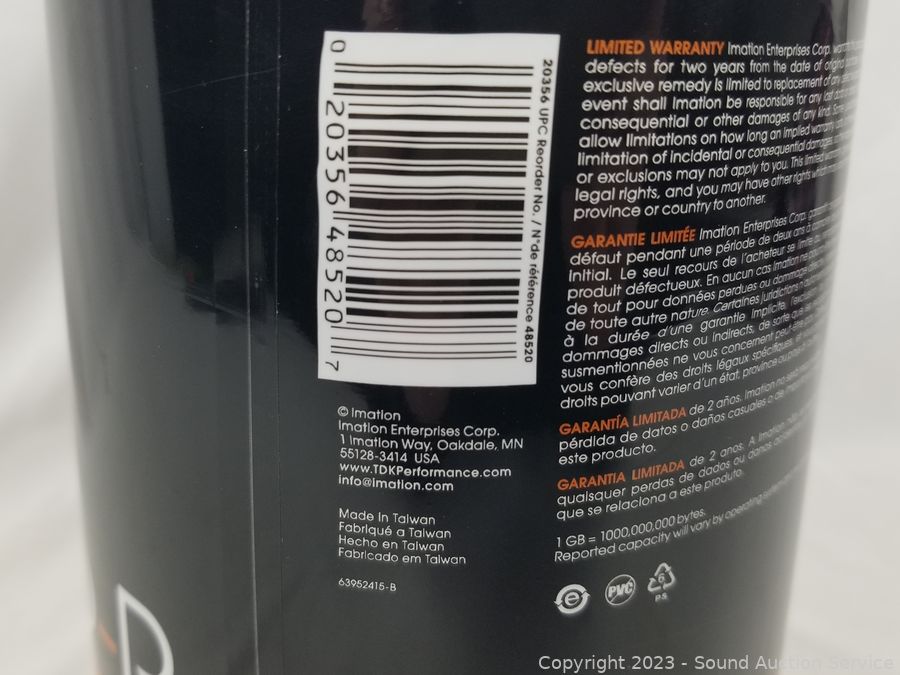 0 20356 48520 7
20356 UPC Reorder No. / N° de référence 48520
© Imation
Imation Enterprises Corp.
1 Imation Way, Oakdale, MN
55128-3414 USA
www.TDKPerformance.com
info@imation.com
Made in Taiwan
Fabriqué a Taiwan
Hecho en Taiwan
Fabricado em Taiwan
63952415-B
LIMITED WARRANTY Imation Enterprises Corp.
defects for two years from the date of original
exclusive remedy is limited to replacement of any
event shall Imation be responsible for any lost data or
consequential or other damages of any kind. Some
allow limitations on how long an implied warranty
limitation of incidental or consequential damages,
or exclusions may not apply to you. This limited
legal rights, and you may have other rights which
province or country to another.
GARANTIE LIMITÉE Imation Enterprises Corp.
défaut pendant une période de deux ans à
initial. Le seul recours de l'acheteur se limite
produit défectueux. En aucun cas Imation ne
de tout pour données perdues ou dommage
de toute autre nature. Certaines juridictions
à la durée d'une garantie implicite,
dommages directs ou indirects, de sorte que
susmentionnées ne vous concernent peut-être
vous confère des droits légaux spécifiques, et
droits pouvant varier d'un état, province ou
GARANTÍA LIMITADA de 2 años. Imation no será
pérdida de datos o daños casuales o de
este producto.
GARANTIA LIMITADA de 2 anos. A Imation não
quaisquer perdas de dados ou danos
que se relaciona a este produto.
1 GB = 1000,000,000 bytes.
Reported capacity will vary by operating system
e
PVC
6
PS
Copyright 2023 - Sound Auction Service